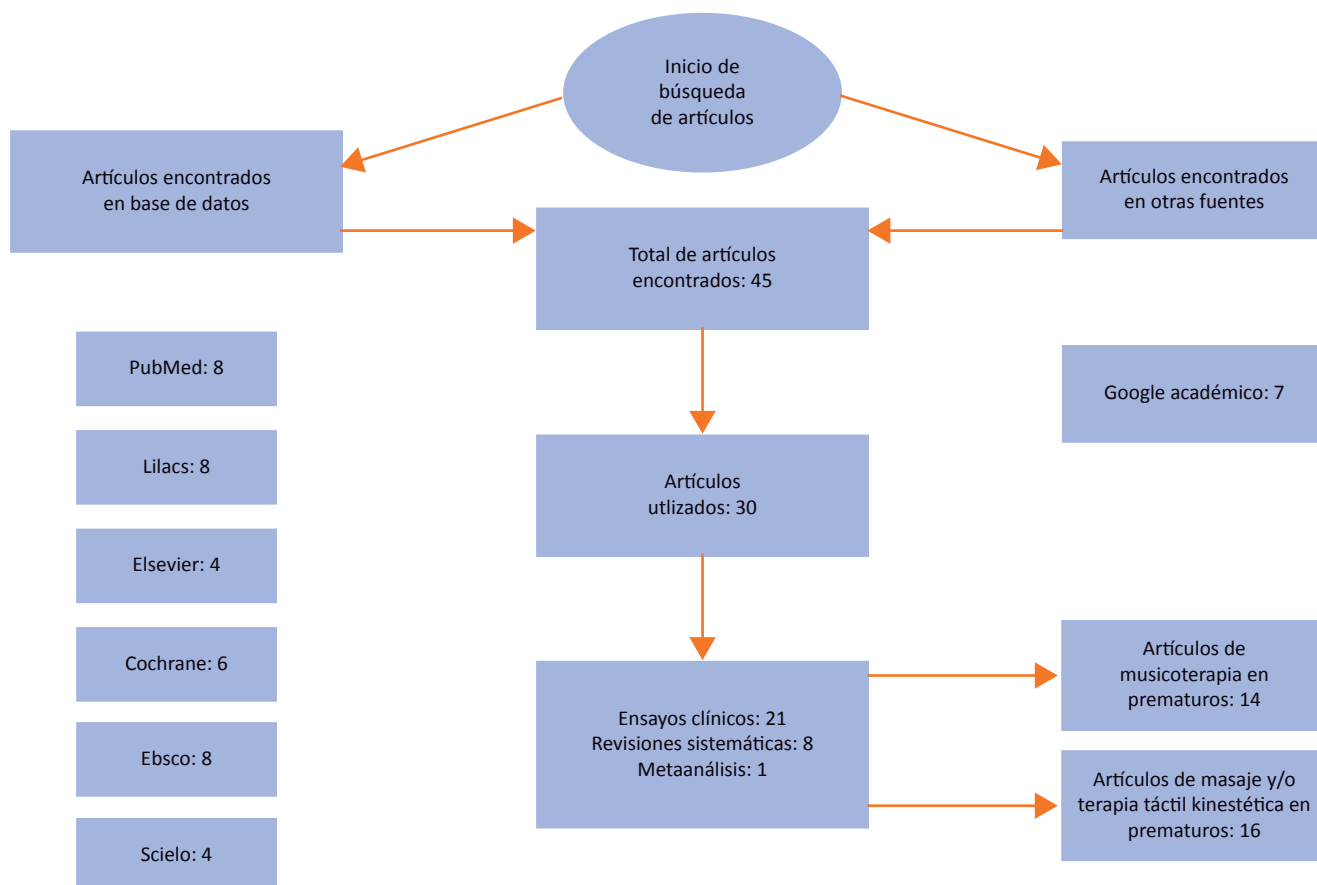 Inicio de
búsqueda
de artículos
Artículos encontrados
en base de datos
Artículos encontrados
en otras fuentes
Total de artículos
encontrados: 45
PubMed: 8
Lilacs: 8
Elsevier: 4
Cochrane: 6
Ebsco: 8
Scielo: 4
Google académico: 7
Artículos
utlizados: 30
Ensayos clínicos: 21
Revisiones sistemáticas: 8
Metaanálisis: 1
Artículos de
musicoterapia en
prematuros: 14
Artículos de masaje y/o
terapia táctil kinestética en
prematuros: 16